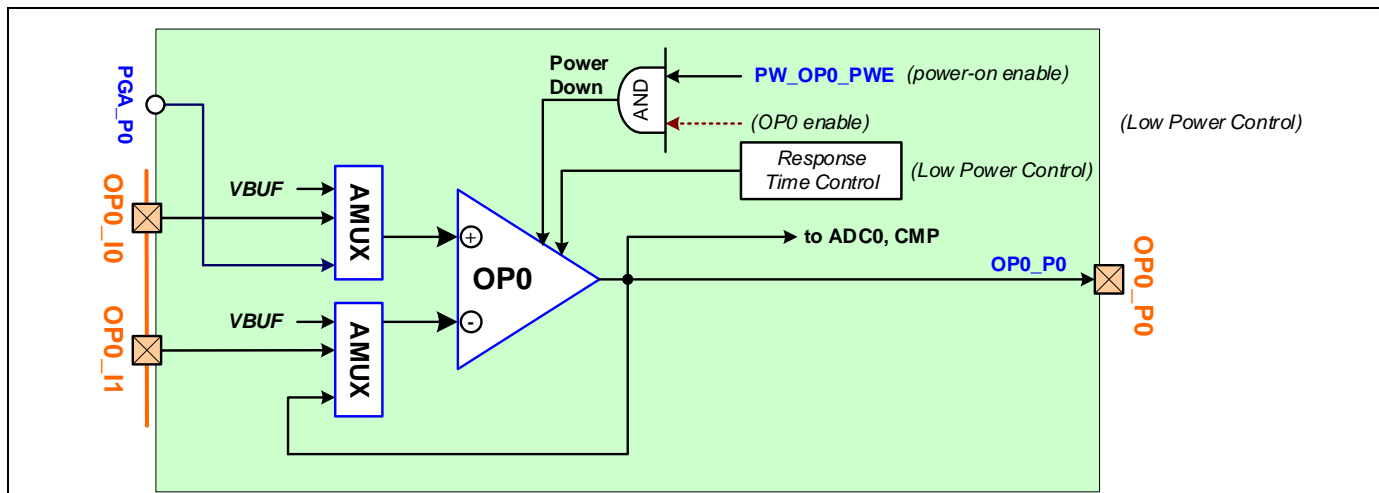 Power
Down
AND
PW_OP0_PWE (power-on enable)
(OP0 enable)
(Low Power Control)
Response
Time Control
(Low Power Control)
PGA_P0
OP0_I0
OP0_I1
VBUF
AMUX
VBUF
AMUX
+
OP0
-
to ADC0, CMP
OP0_P0
OP0_P0